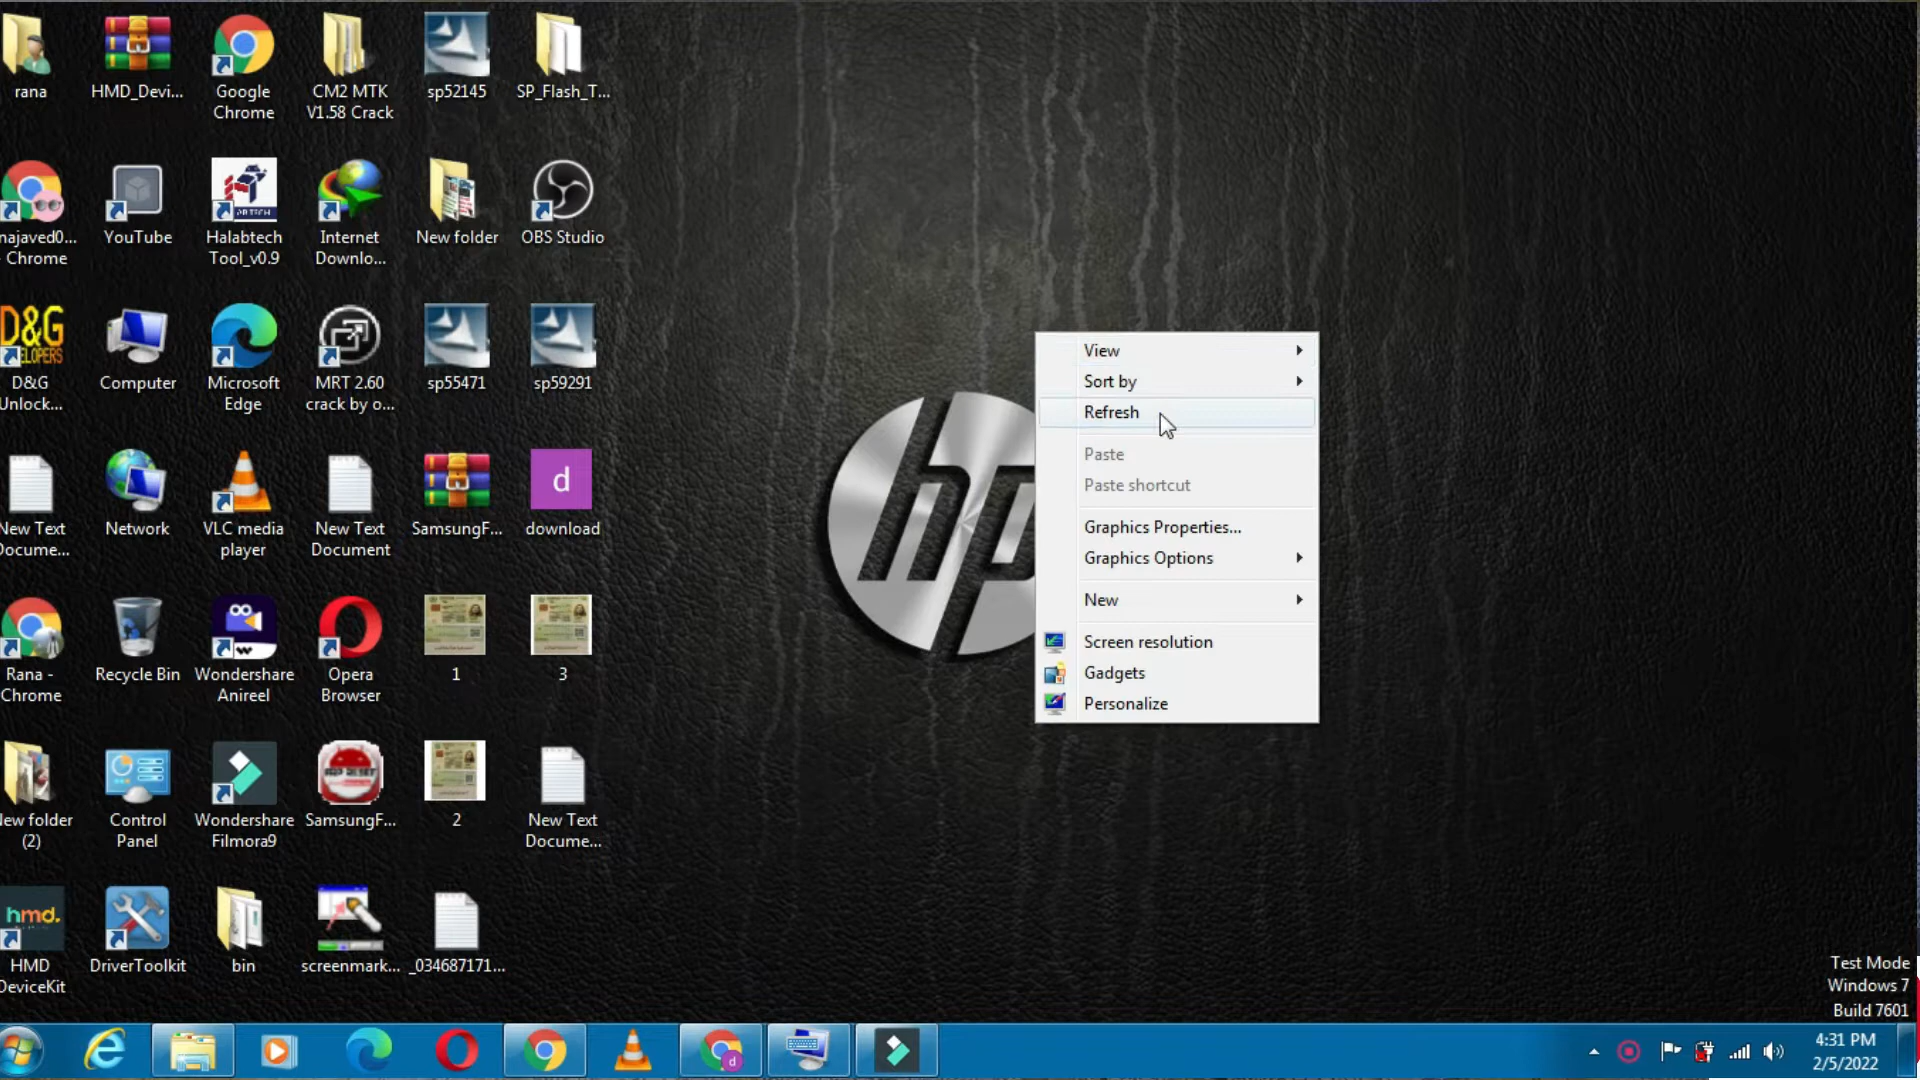 rana
HMD_Devi...
Google
Chrome
CM2 MTK
V1.58 Crack
sp52145
SP_Flash_T...
najaved0...
Chrome
YouTube
Halabtech
Tool_v0.9
Internet
Downlo...
New folder
OBS Studio
D&G
D&G
Unlock...
Computer
Microsoft
Edge
MRT 2.60
crack by o...
sp55471
sp59291
New Text
Docume...
Network
VLC media
player
New Text
Document
SamsungF...
d
download
Rana -
Chrome
Recycle Bin
Wondershare
Anireel
Opera
Browser
1
3
New folder
(2)
Control
Panel
Wondershare
Filmora9
SamsungF...
2
New Text
Docume...
hmd.
HMD
DeviceKit
DriverToolkit
bin
screenmark...
_034687171...
hp
View
Sort by
Refresh
Paste
Paste shortcut
Graphics Properties...
Graphics Options
New
Screen resolution
Gadgets
Personalize
Test Mode
Windows 7
Build 7601
d
4:31 PM
2/5/2022